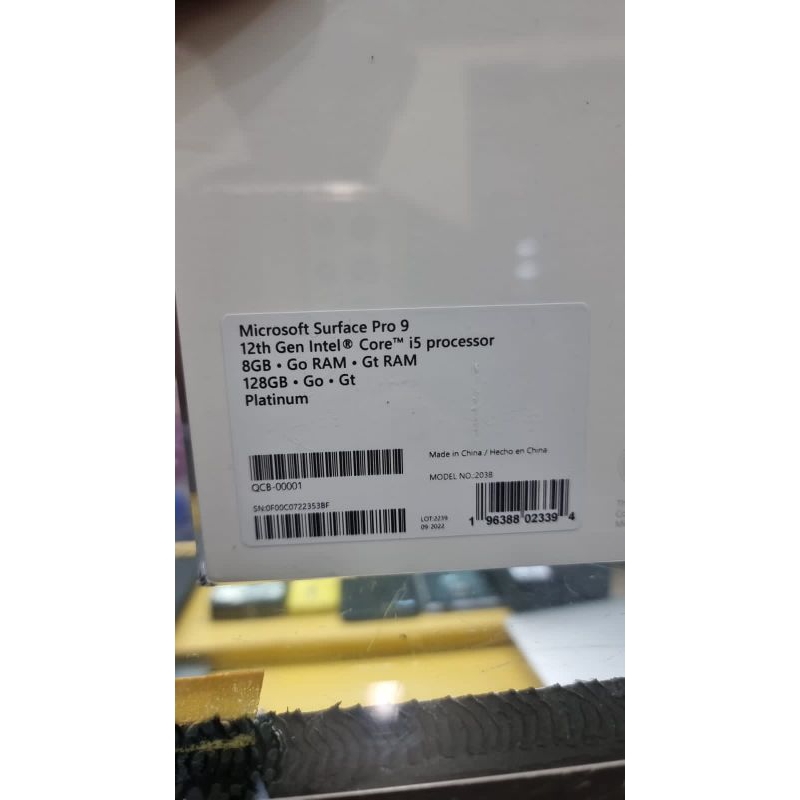 Microsoft Surface Pro 9
12th Gen Intel® Core™ i5 processor
8GB • Go RAM • Gt RAM
128GB • Go • Gt
Platinum
Made in China / Hecho en China
QCB-00001
MODEL NO.:2038
SN:0F00C0722353BF
LOT:2239
09 2022
1 96388 02339 4